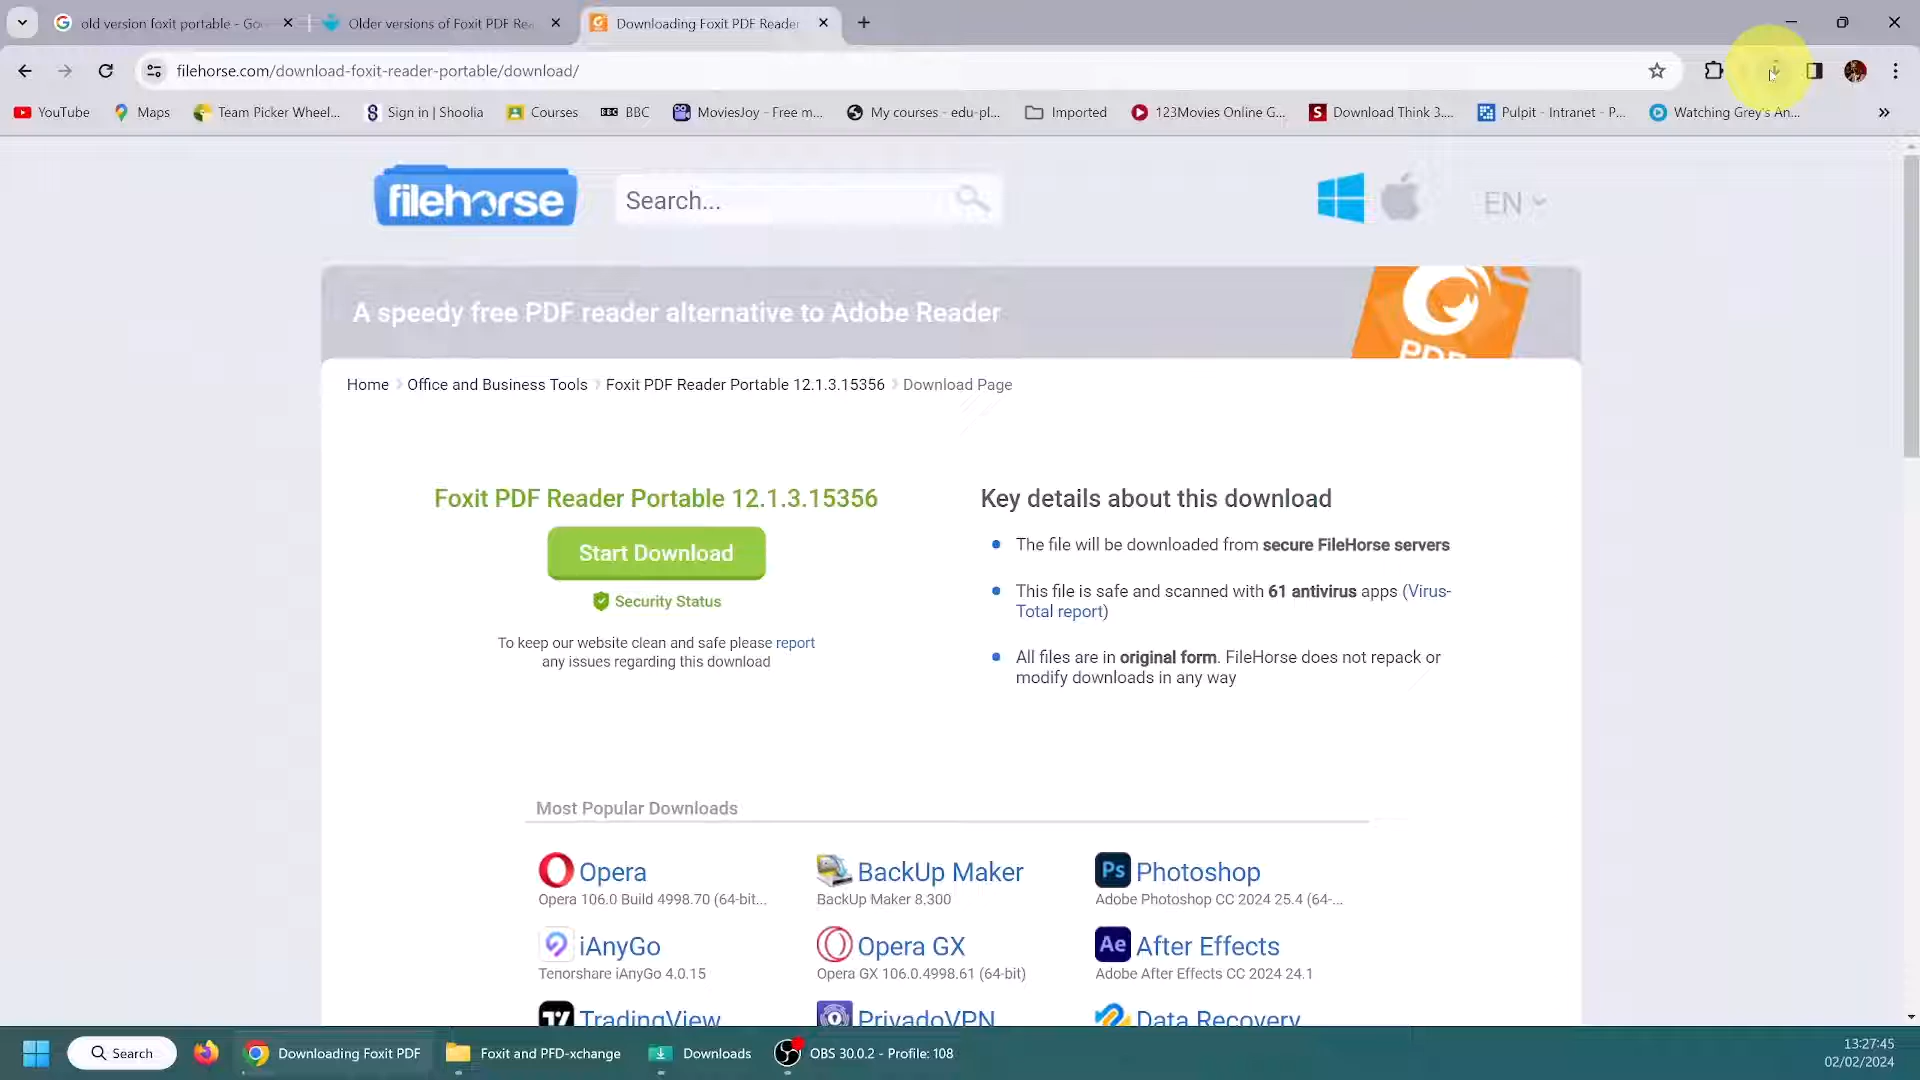 old version foxit portable - Go
Older versions of Foxit PDF Rea
Downloading Foxit PDF Reader
filehorse.com/download-foxit-reader-portable/download/
YouTube
Maps
Team Picker Wheel...
Sign in | Shoolia
Courses
BBC
MoviesJoy - Free m...
My courses - edu-pl...
Imported
123Movies Online G...
Download Think 3....
Pulpit - Intranet - P...
Watching Grey's An...
filehorse
Search...
EN
A speedy free PDF reader alternative to Adobe Reader
PDF
Home
Office and Business Tools
Foxit PDF Reader Portable 12.1.3.15356
Download Page
Foxit PDF Reader Portable 12.1.3.15356
Start Download
Security Status
To keep our website clean and safe please report
any issues regarding this download
Key details about this download
The file will be downloaded from secure FileHorse servers
This file is safe and scanned with 61 antivirus apps (Virus-
Total report)
All files are in original form. FileHorse does not repack or
modify downloads in any way
Most Popular Downloads
Opera
Opera 106.0 Build 4998.70 (64-bit...
BackUp Maker
BackUp Maker 8.300
Ps Photoshop
Adobe Photoshop CC 2024 25.4 (64-...
iAnyGo
Tenorshare iAnyGo 4.0.15
Opera GX
Opera GX 106.0.4998.61 (64-bit)
Ae After Effects
Adobe After Effects CC 2024 24.1
TradingView
PrivadoVPN
Data Recovery
Search
Downloading Foxit PDF
Foxit and PFD-xchange
Downloads
OBS 30.0.2 - Profile: 108
13:27:45
02/02/2024